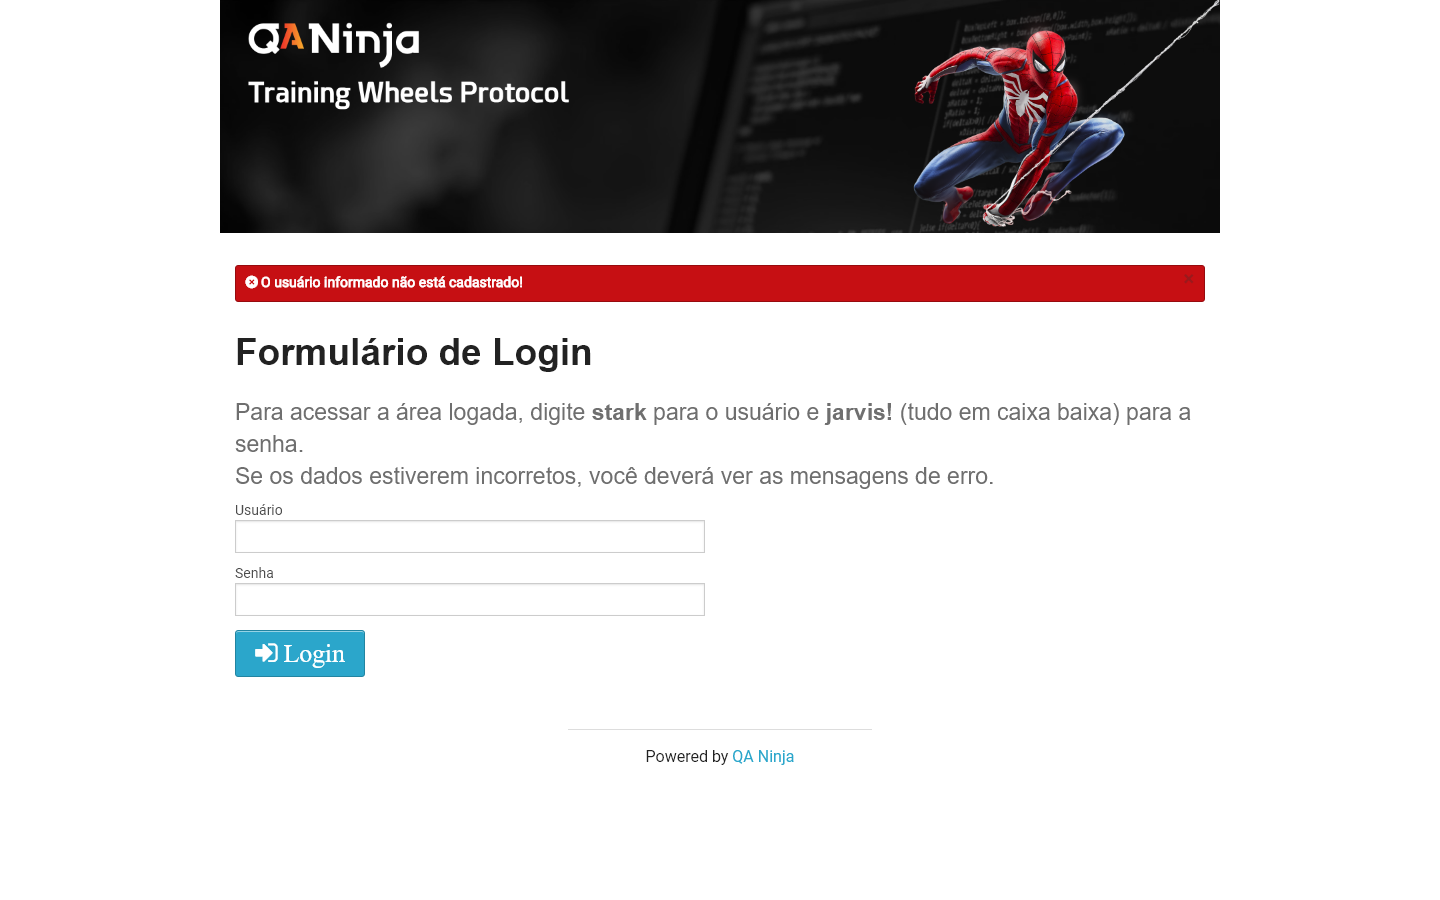 QANinja
Training Wheels Protocol
O usuário informado não está cadastrado!
×
Formulário de Login
Para acessar a área logada, digite stark para o usuário e jarvis! (tudo em caixa baixa) para a
senha.
Se os dados estiverem incorretos, você deverá ver as mensagens de erro.
Usuário
Senha
Login
Powered by QA Ninja